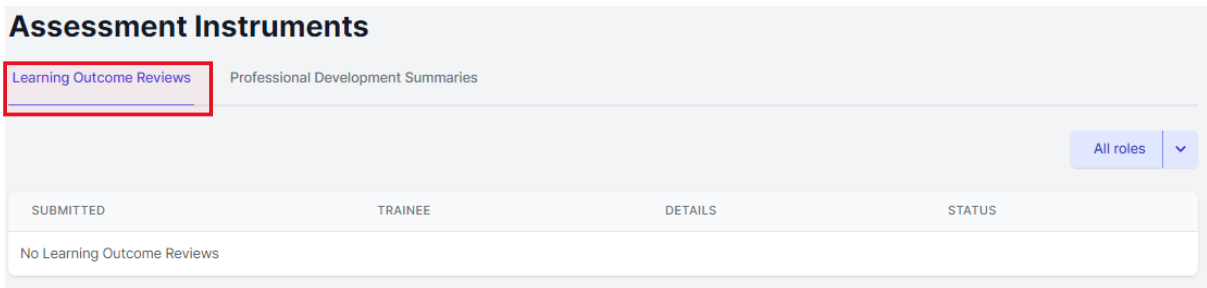 Assessment Instruments
Learning Outcome Reviews Professional Development Summaries
All roles
SUBMITTED TRAINEE DETAILS STATUS
No Learning Outcome Reviews